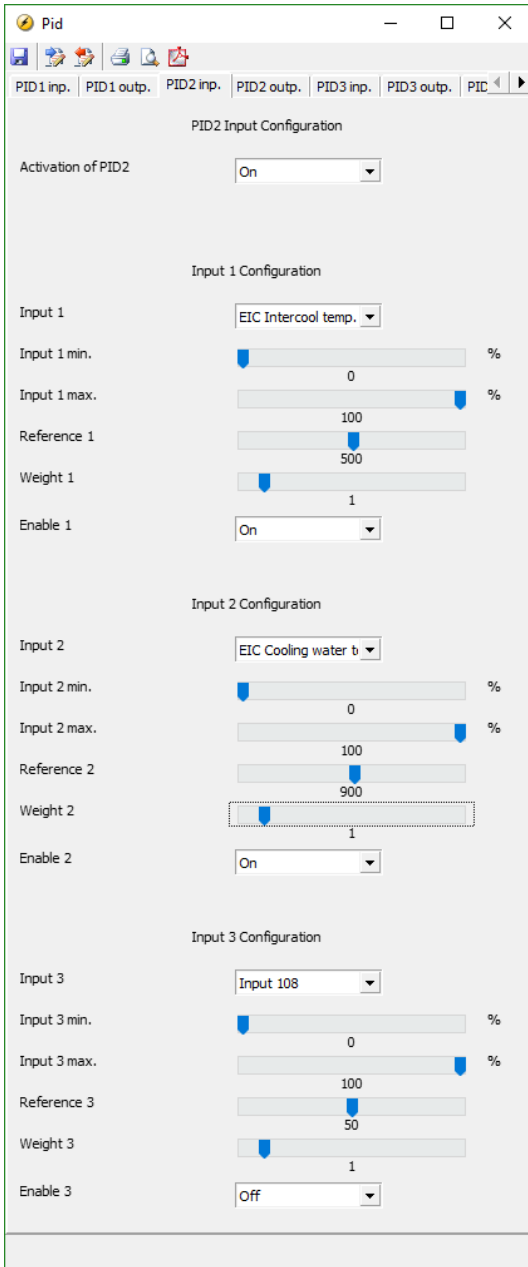 Pid
PID1 inp. PID1 outp. PID2 inp. PID2 outp. PID3 inp. PID3 outp. PID
PID2 Input Configuration
Activation of PID2 On
Input 1 Configuration
Input 1 EIC Intercool temp.
Input 1 min. %
0
Input 1 max. %
100
Reference 1
500
Weight 1
1
Enable 1 On
Input 2 Configuration
Input 2 EIC Cooling water t
Input 2 min. %
0
Input 2 max. %
100
Reference 2
900
Weight 2
1
Enable 2 On
Input 3 Configuration
Input 3 Input 108
Input 3 min. %
0
Input 3 max. %
100
Reference 3
50
Weight 3
1
Enable 3 Off